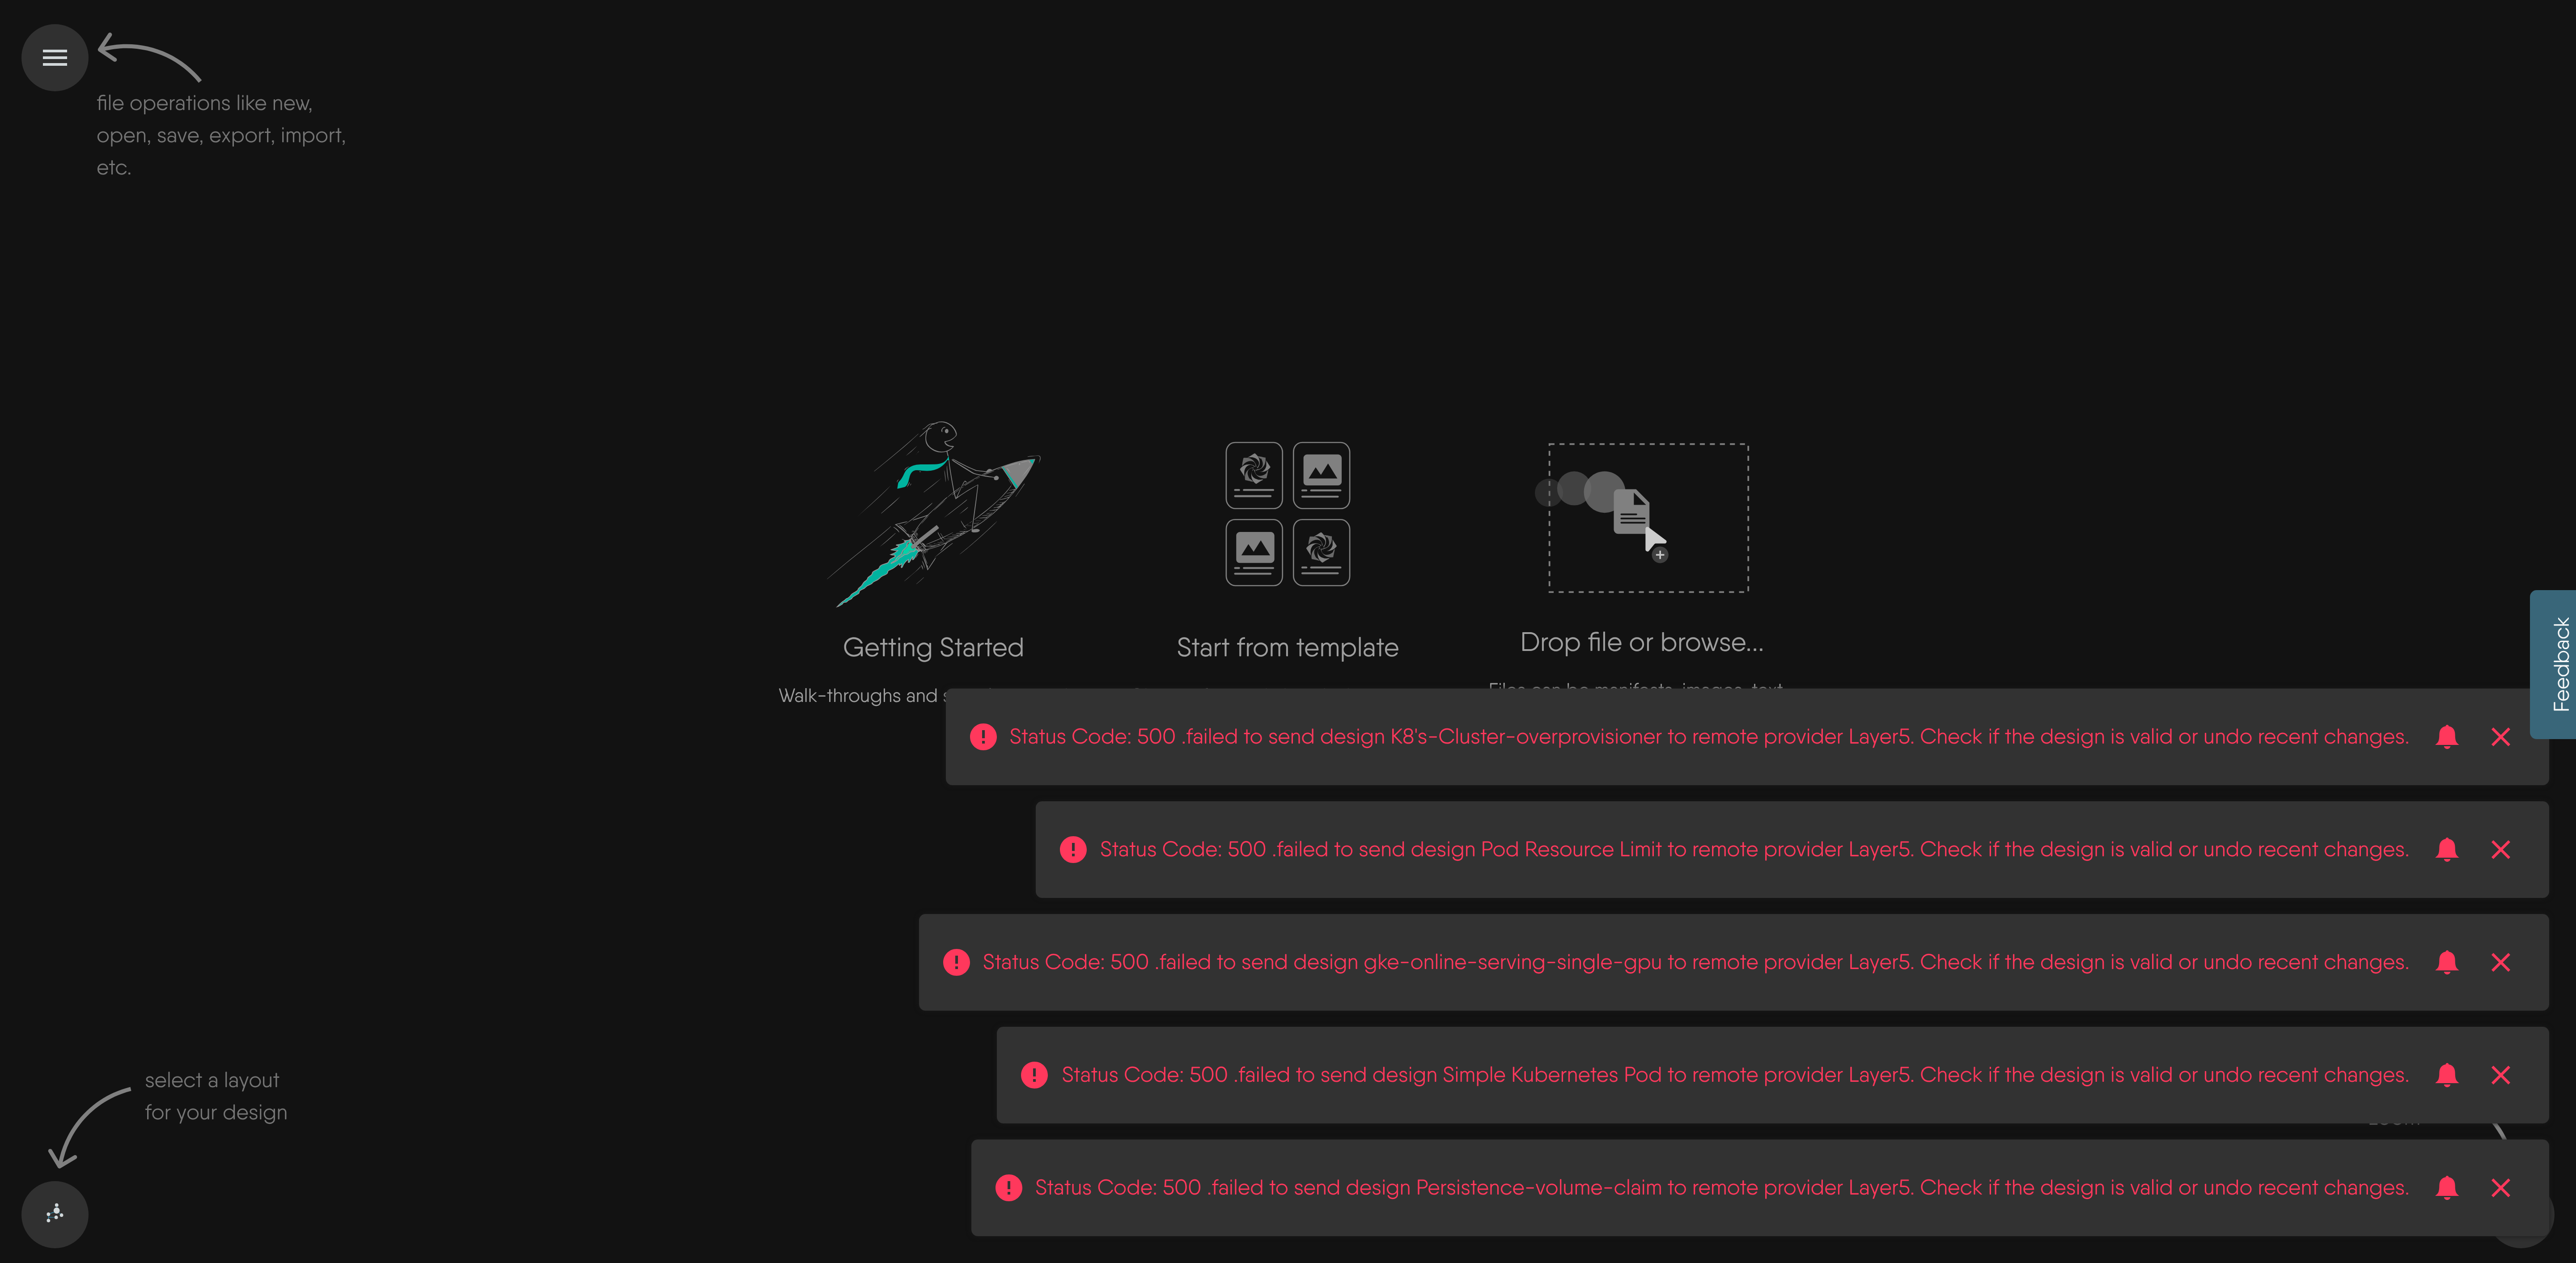 file operations like new,
open, save, export, import,
etc.
Getting Started
Start from template
Drop file or browse...
Walk-throughs and
Files can be manifests, images, text
Feedback
Status Code: 500 .failed to send design K8's-Cluster-overprovisioner to remote provider Layer5. Check if the design is valid or undo recent changes.
Status Code: 500 .failed to send design Pod Resource Limit to remote provider Layer5. Check if the design is valid or undo recent changes.
Status Code: 500 .failed to send design gke-online-serving-single-gpu to remote provider Layer5. Check if the design is valid or undo recent changes.
Status Code: 500 .failed to send design Simple Kubernetes Pod to remote provider Layer5. Check if the design is valid or undo recent changes.
Status Code: 500 .failed to send design Persistence-volume-claim to remote provider Layer5. Check if the design is valid or undo recent changes.
select a layout
for your design